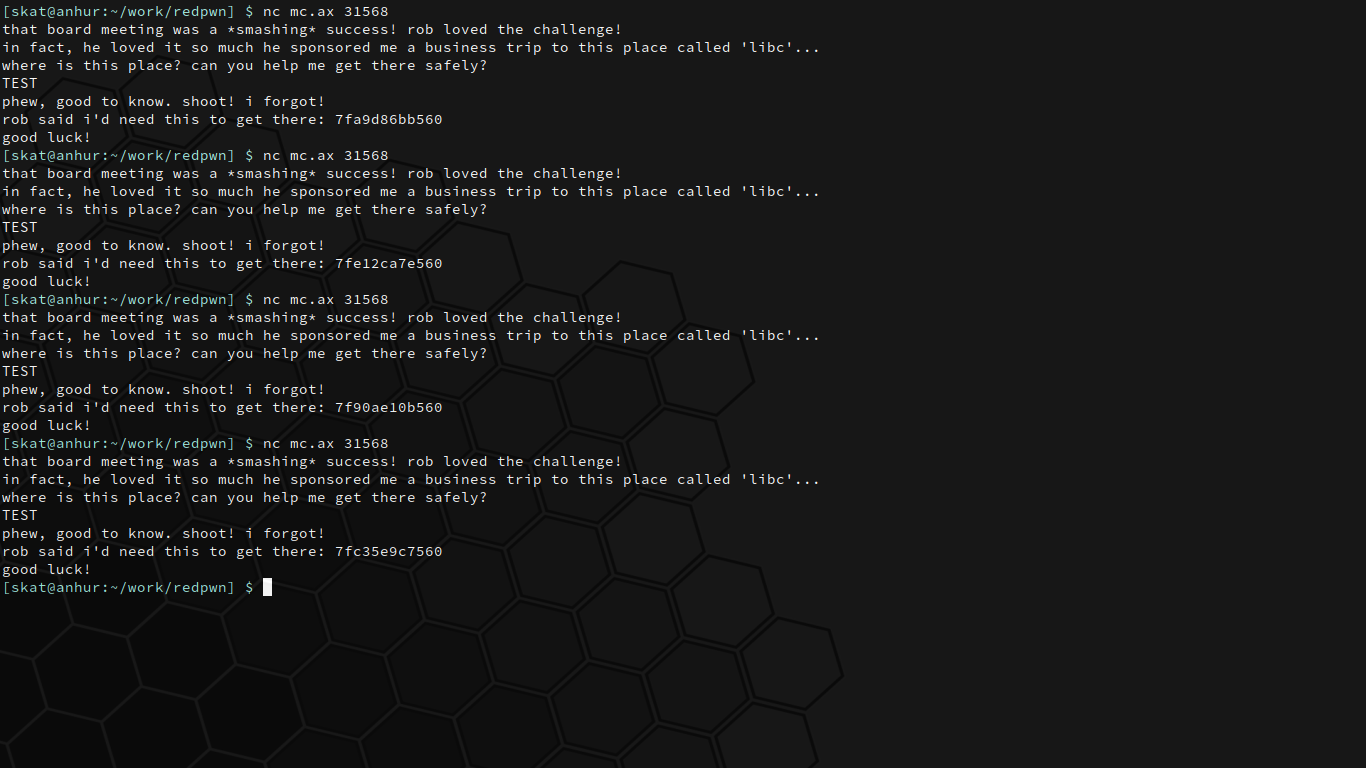 [skat@anhur:~/work/redpwn] $ nc mc.ax 31568
that board meeting was a *smashing* success! rob loved the challenge!
in fact, he loved it so much he sponsored me a business trip to this place called 'libc'...
where is this place? can you help me get there safely?
TEST
phew, good to know. shoot! i forgot!
rob said i'd need this to get there: 7fa9d86bb560
good luck!
[skat@anhur:~/work/redpwn] $ nc mc.ax 31568
that board meeting was a *smashing* success! rob loved the challenge!
in fact, he loved it so much he sponsored me a business trip to this place called 'libc'...
where is this place? can you help me get there safely?
TEST
phew, good to know. shoot! i forgot!
rob said i'd need this to get there: 7fe12ca7e560
good luck!
[skat@anhur:~/work/redpwn] $ nc mc.ax 31568
that board meeting was a *smashing* success! rob loved the challenge!
in fact, he loved it so much he sponsored me a business trip to this place called 'libc'...
where is this place? can you help me get there safely?
TEST
phew, good to know. shoot! i forgot!
rob said i'd need this to get there: 7f90ae10b560
good luck!
[skat@anhur:~/work/redpwn] $ nc mc.ax 31568
that board meeting was a *smashing* success! rob loved the challenge!
in fact, he loved it so much he sponsored me a business trip to this place called 'libc'...
where is this place? can you help me get there safely?
TEST
phew, good to know. shoot! i forgot!
rob said i'd need this to get there: 7fc35e9c7560
good luck!
[skat@anhur:~/work/redpwn] $